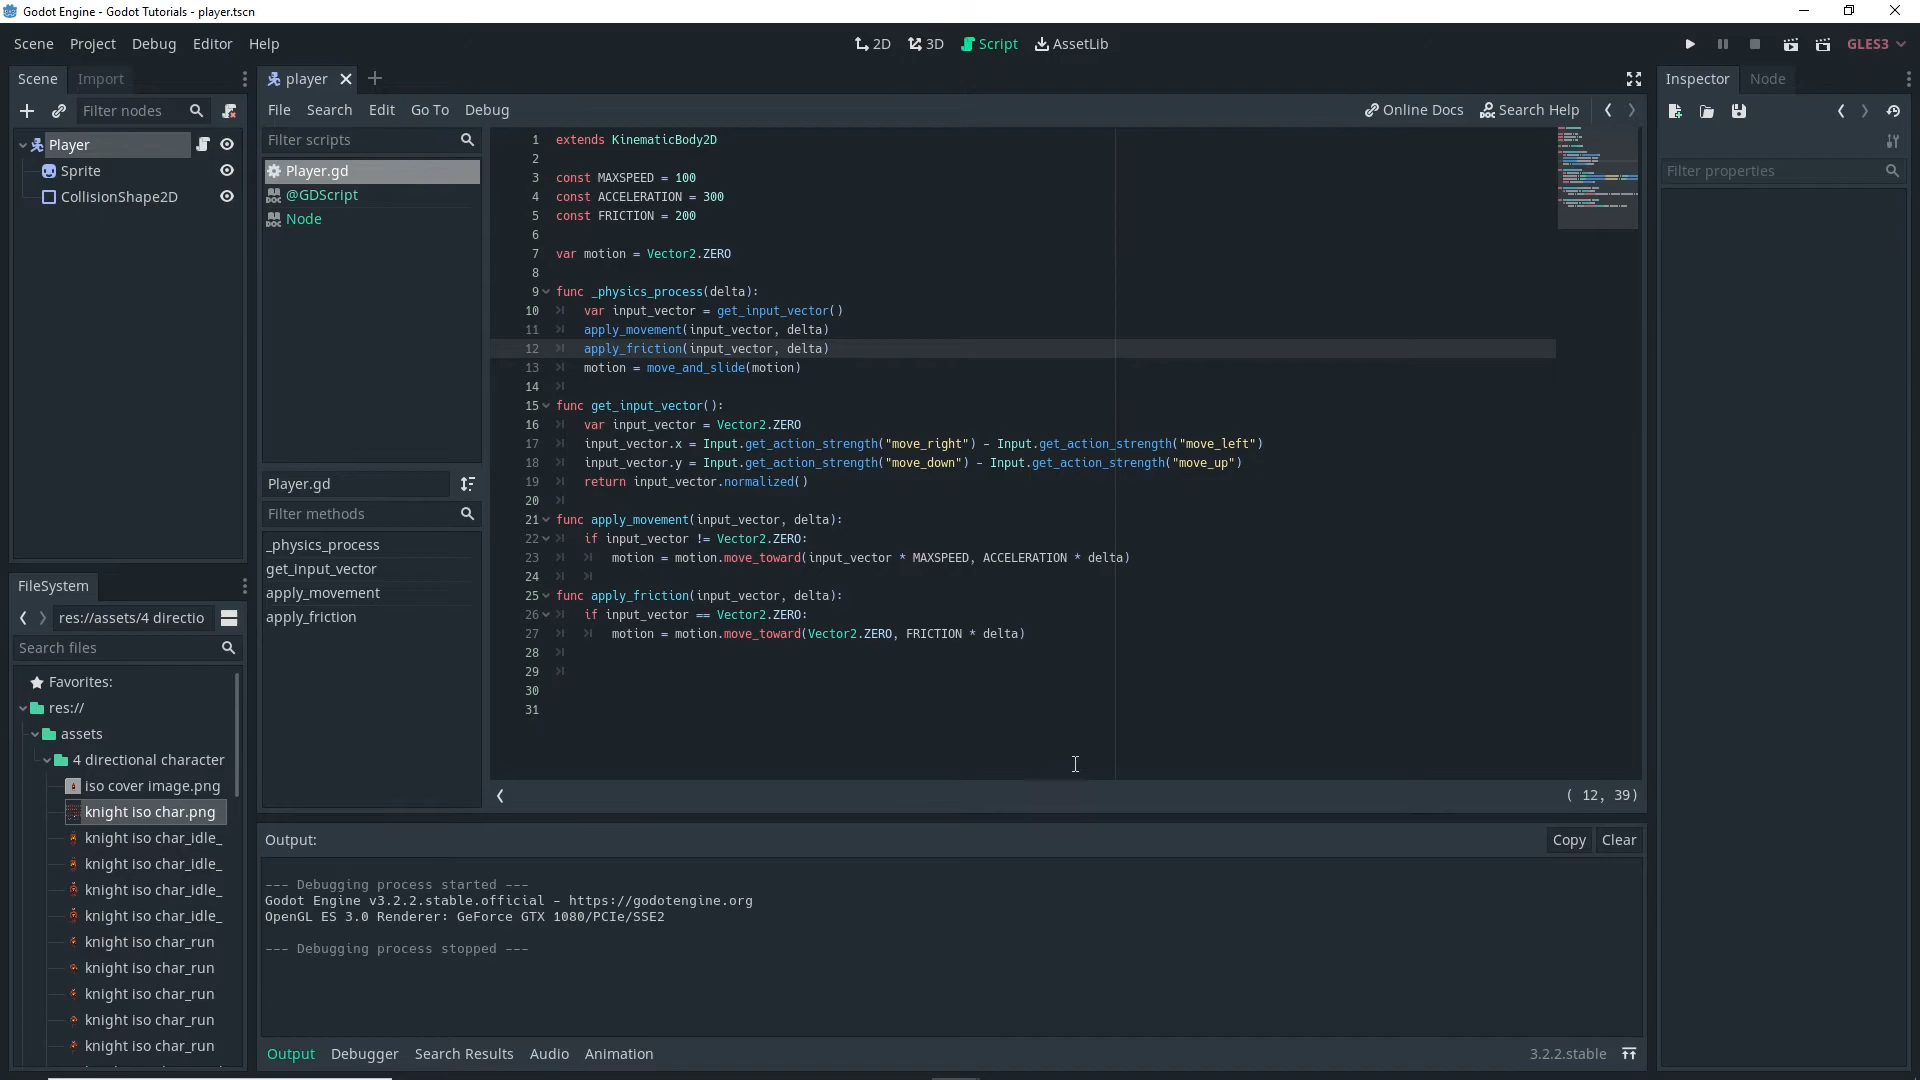 Godot Engine - Godot Tutorials - player.tscn
Scene Project Debug Editor Help
2D 3D Script AssetLib
GLES3
Scene Import
Filter nodes
Player
Sprite
CollisionShape2D
FileSystem
res://assets/4 directio
Search files
Favorites:
res://
assets
4 directional character
iso cover image.png
knight iso char.png
knight iso char_idle_
knight iso char_idle_
knight iso char_idle_
knight iso char_idle_
knight iso char_run
knight iso char_run
knight iso char_run
knight iso char_run
knight iso char_run
player
File Search Edit Go To Debug
Online Docs Search Help
Filter scripts
Player.gd
@GDScript
Node
Player.gd
Filter methods
_physics_process
get_input_vector
apply_movement
apply_friction
1 extends KinematicBody2D
2
3 const MAXSPEED = 100
4 const ACCELERATION = 300
5 const FRICTION = 200
6
7 var motion = Vector2.ZERO
8
9 func _physics_process(delta):
10 var input_vector = get_input_vector()
11 apply_movement(input_vector, delta)
12 apply_friction(input_vector, delta)
13 motion = move_and_slide(motion)
14
15 func get_input_vector():
16 var input_vector = Vector2.ZERO
17 input_vector.x = Input.get_action_strength("move_right") - Input.get_action_strength("move_left")
18 input_vector.y = Input.get_action_strength("move_down") - Input.get_action_strength("move_up")
19 return input_vector.normalized()
20
21 func apply_movement(input_vector, delta):
22 if input_vector != Vector2.ZERO:
23 motion = motion.move_toward(input_vector * MAXSPEED, ACCELERATION * delta)
24
25 func apply_friction(input_vector, delta):
26 if input_vector == Vector2.ZERO:
27 motion = motion.move_toward(Vector2.ZERO, FRICTION * delta)
28
29
30
31
( 12, 39)
Output:
Copy Clear
--- Debugging process started ---
Godot Engine v3.2.2.stable.official - https://godotengine.org
OpenGL ES 3.0 Renderer: GeForce GTX 1080/PCIe/SSE2
--- Debugging process stopped ---
Output Debugger Search Results Audio Animation
3.2.2.stable
Inspector Node
Filter properties